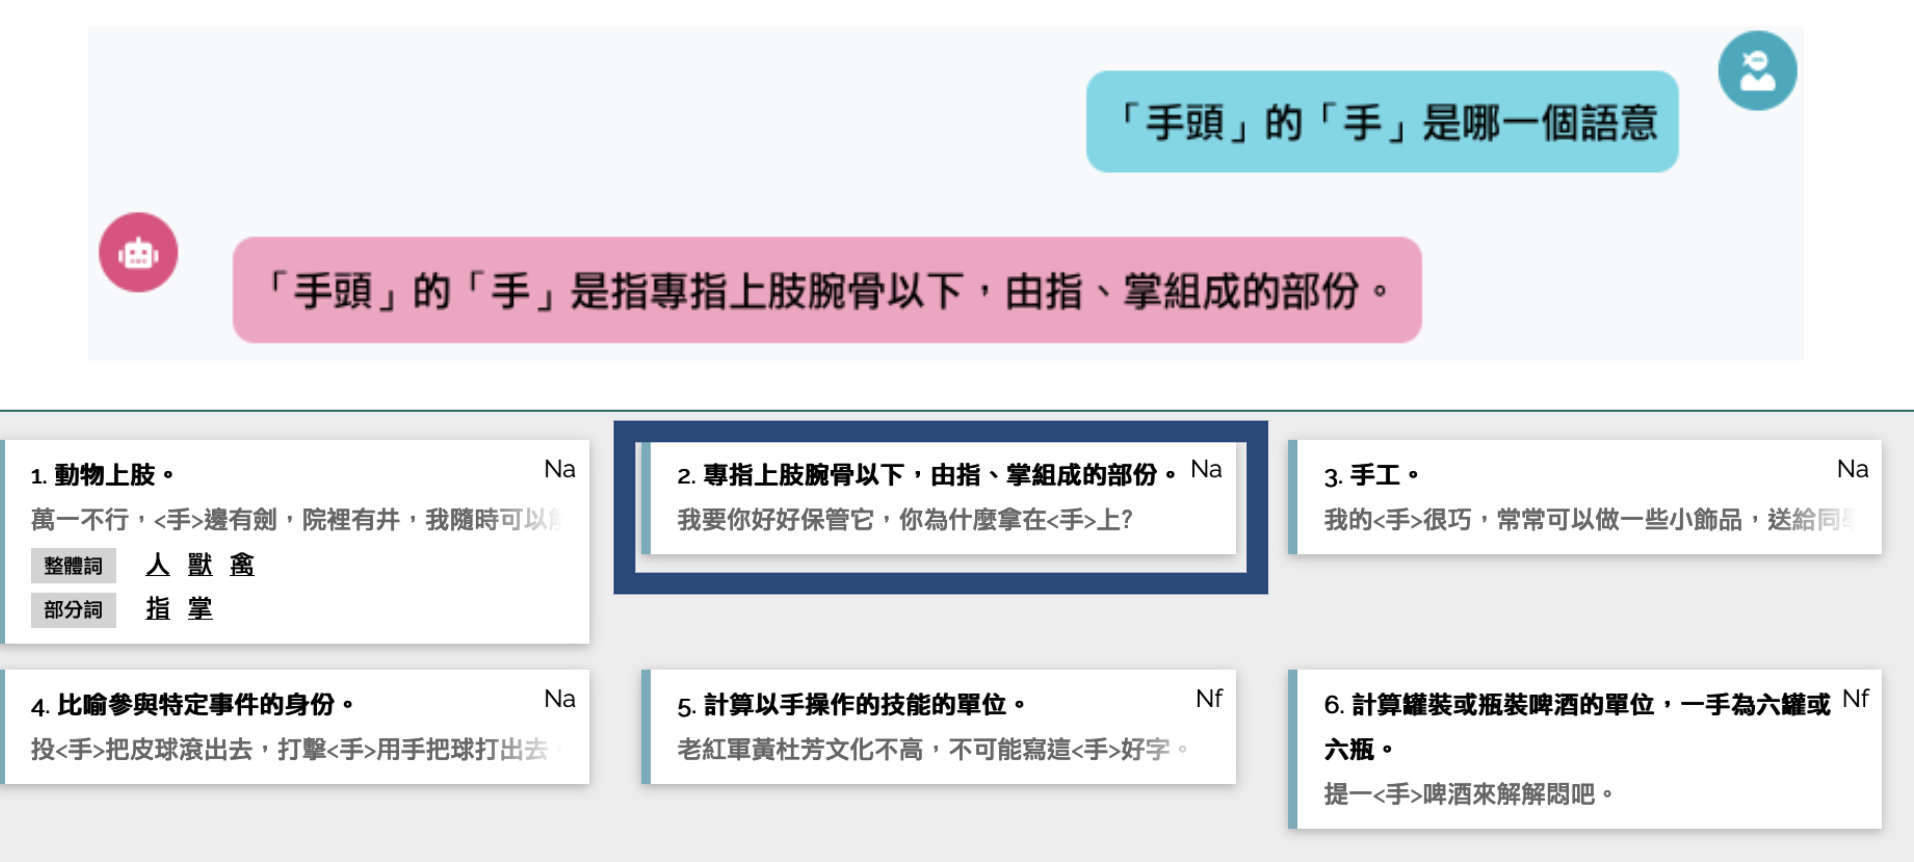 「手頭」的「手」是哪一個語意
「手頭」的「手」是指專指上肢腕骨以下，由指、掌組成的部份。
1. 動物上肢。 Na
萬一不行，<手>邊有劍，院裡有井，我隨時可以
整體詞 人 獸 禽
部分詞 指 掌
2. 專指上肢腕骨以下，由指、掌組成的部份。 Na
我要你好好保管它，你為什麼拿在<手>上?
3. 手工。 Na
我的<手>很巧，常常可以做一些小飾品，送給同
4. 比喻參與特定事件的身份。 Na
投<手>把皮球滾出去，打擊<手>用手把球打出去。
5. 計算以手操作的技能的單位。 Nf
老紅軍黃杜芳文化不高，不可能寫這<手>好字。
6. 計算罐裝或瓶裝啤酒的單位，一手為六罐或 Nf
六瓶。
提一<手>啤酒來解解悶吧。